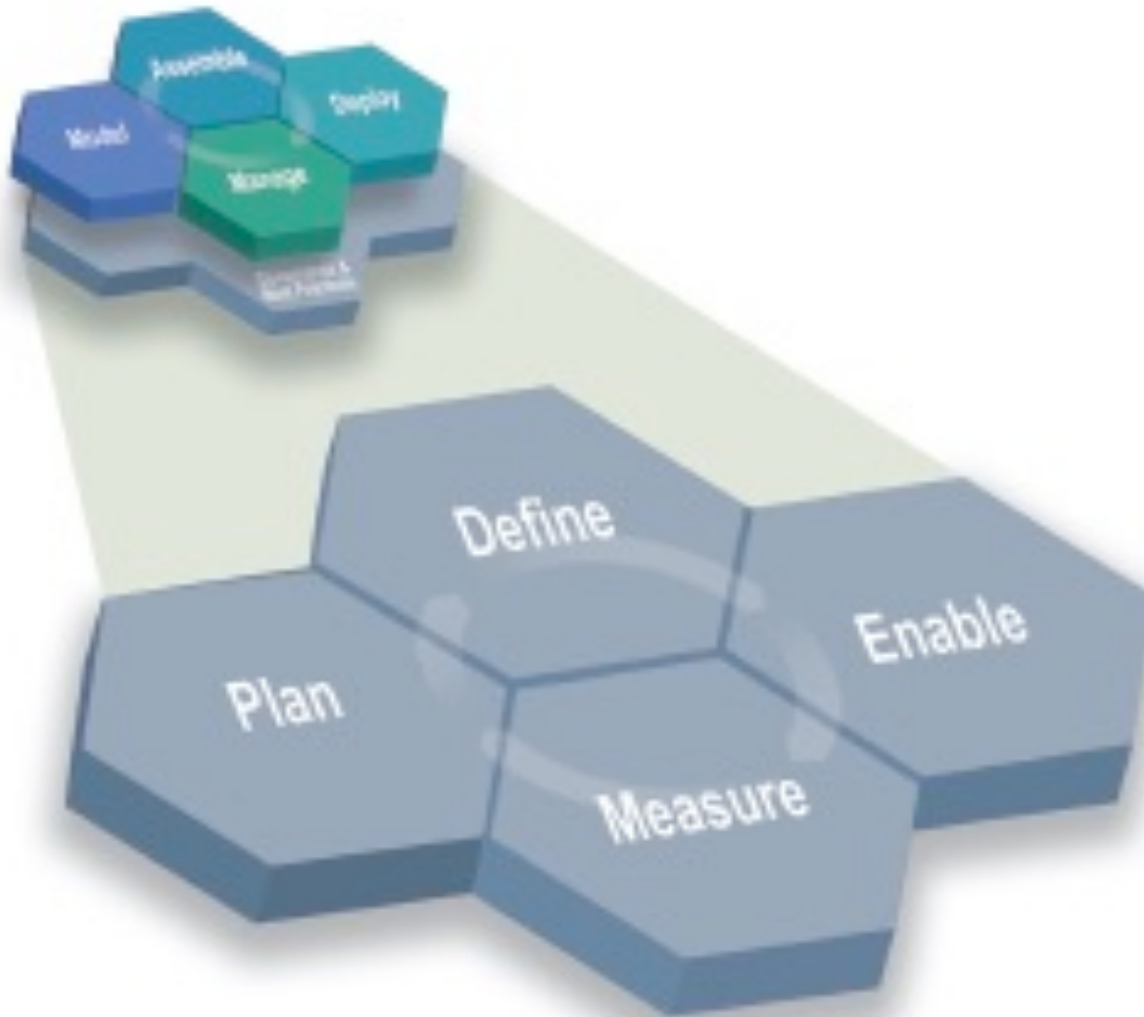 Assemble
Deploy
Model
Manage
Define
Enable
Plan
Measure